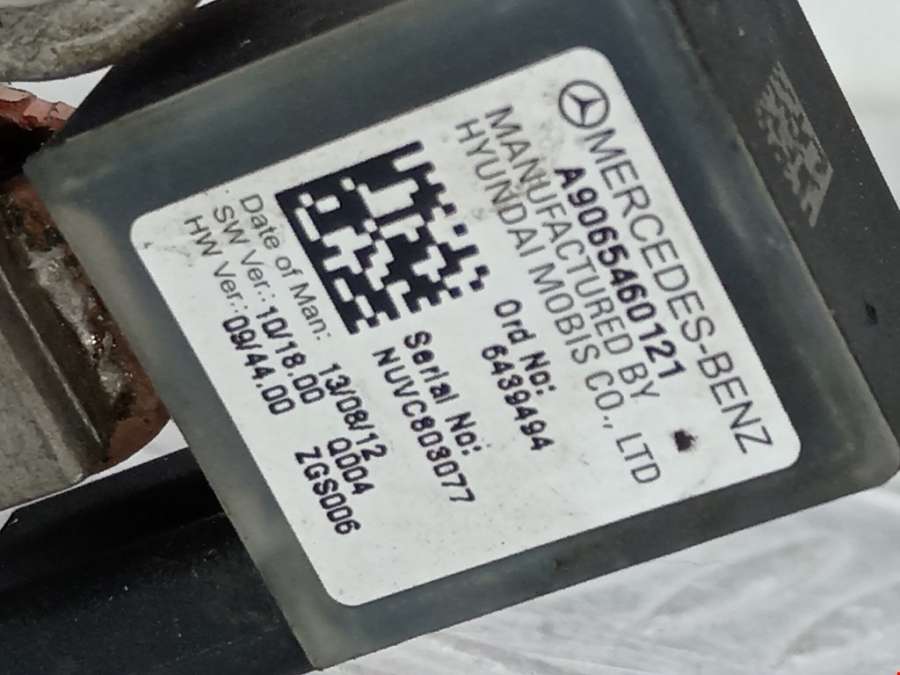 MERCEDES-BENZ
A9065460121
MANUFACTURED BY
HYUNDAI MOBIS CO., LTD
Ord No:
6439494
Serial No:
NUVC803077
Date of Man: 13/08/12
SW Ver.: 10/18.00 Q004
HW Ver.: 09/44.00 ZGS006